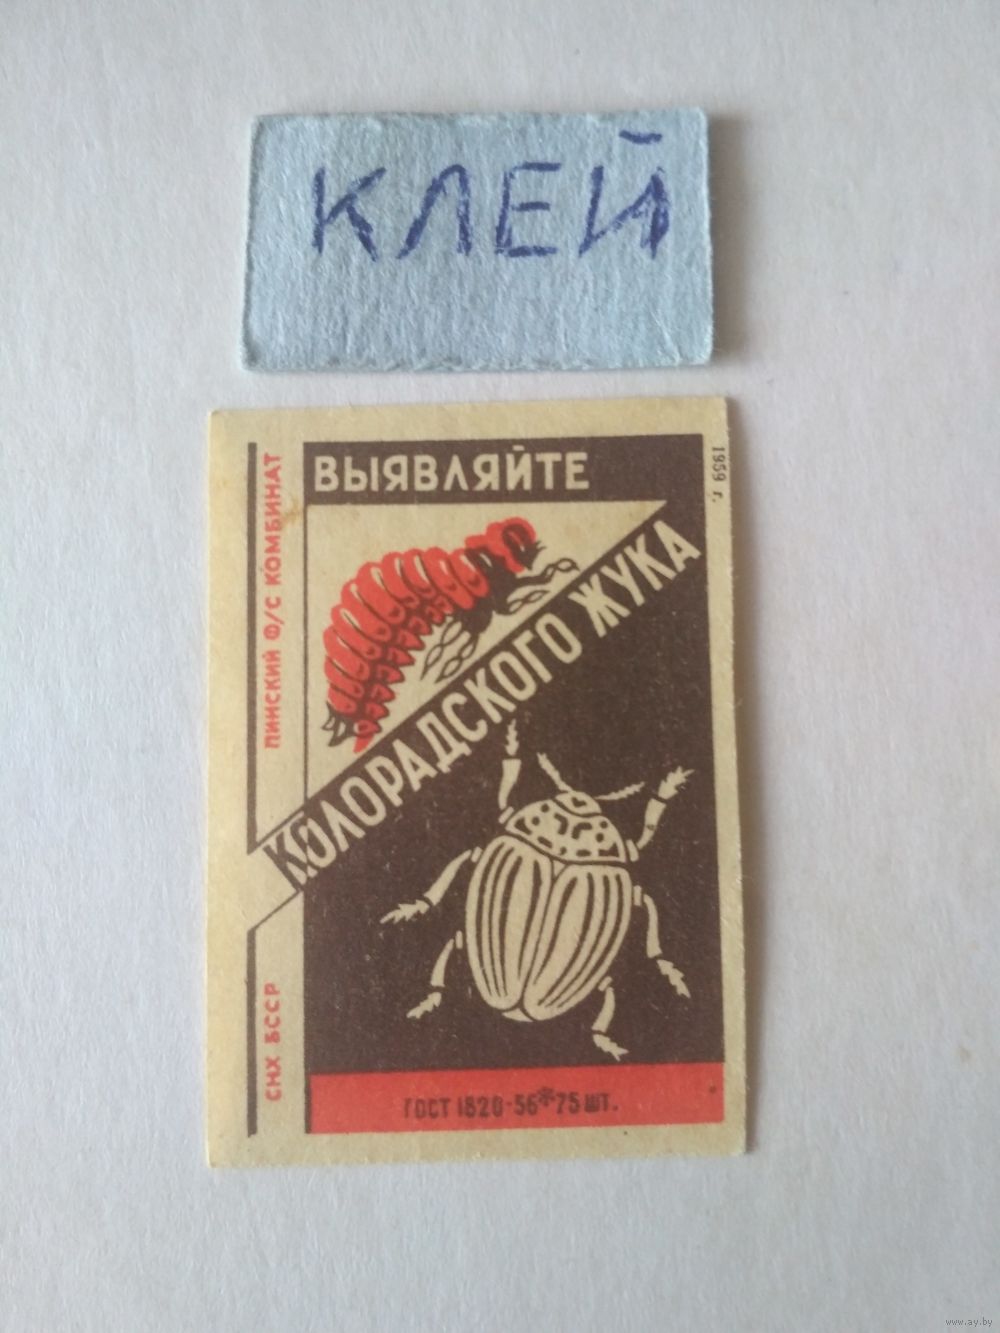 КЛЕЙ
ВЫЯВЛЯЙТЕ
КОЛОРАДСКОГО ЖУКА
1959 г.
ПИНСКИЙ Ф/С КОМБИНАТ
СНХ БССР
ГОСТ 1820-56*75 ШТ.
www.ay.by